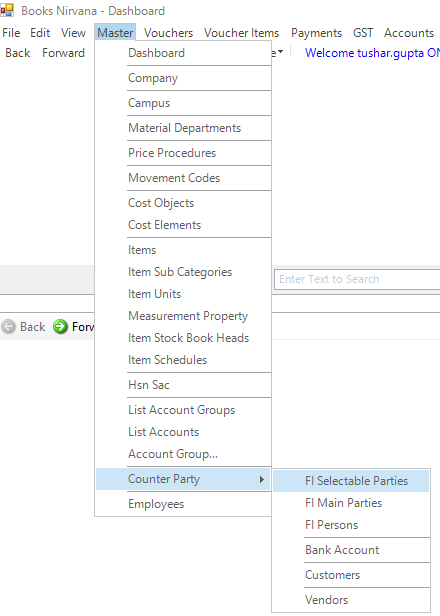 Books Nirvana - Dashboard
File Edit View Master Vouchers Voucher Items Payments GST Accounts
Back Forward e Welcome tushar.gupta ON
Dashboard
Company
Campus
Material Departments
Price Procedures
Movement Codes
Cost Objects
Cost Elements
Items
Item Sub Categories
Enter Text to Search
Item Units
Measurement Property
Back Forw Item Stock Book Heads
Item Schedules
Hsn Sac
List Account Groups
List Accounts
Account Group...
Counter Party FI Selectable Parties
FI Main Parties
Employees
FI Persons
Bank Account
Customers
Vendors